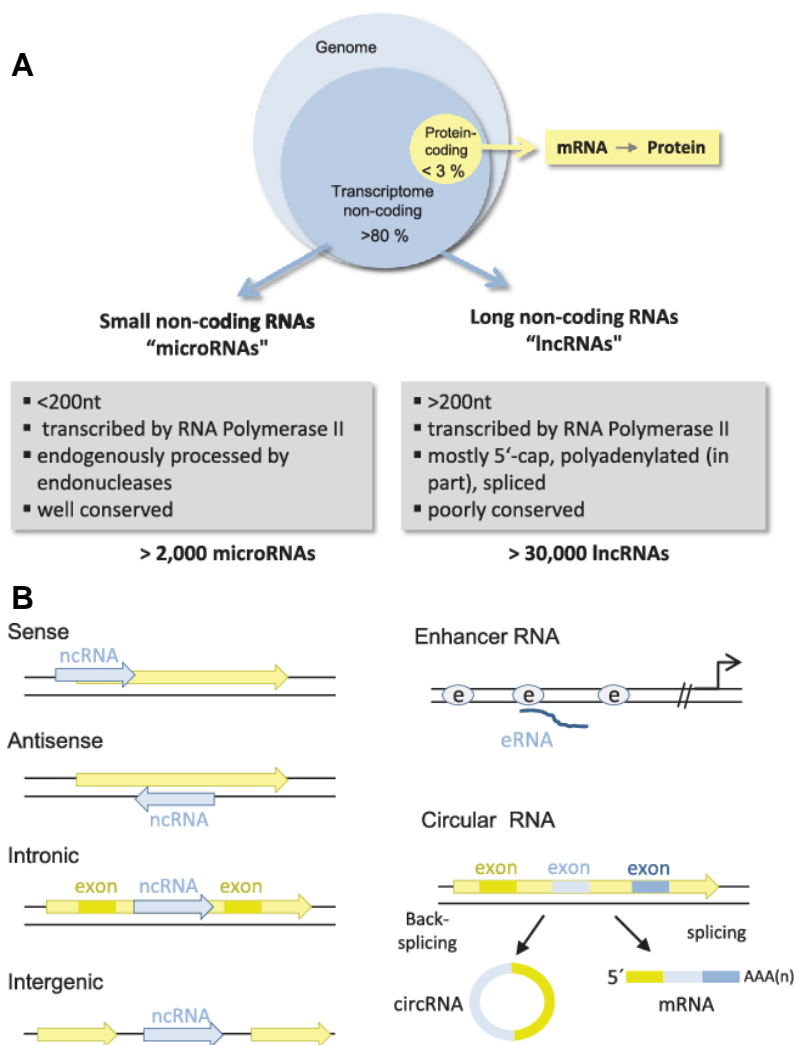 A
Genome
Protein-
coding
< 3 %
mRNA → Protein
Transcriptome
non-coding
>80 %
Small non-coding RNAs
“microRNAs"
▪ <200nt
▪ transcribed by RNA Polymerase II
▪ endogenously processed by
endonucleases
▪ well conserved
> 2,000 microRNAs
Long non-coding RNAs
“lncRNAs"
▪ >200nt
▪ transcribed by RNA Polymerase II
▪ mostly 5‘-cap, polyadenylated (in
part), spliced
▪ poorly conserved
> 30,000 lncRNAs
B
Sense
ncRNA
Antisense
ncRNA
Intronic
exon ncRNA exon
Intergenic
ncRNA
Enhancer RNA
e e e
eRNA
Circular RNA
exon exon exon
Back-
splicing
splicing
circRNA
5´ AAA(n)
mRNA